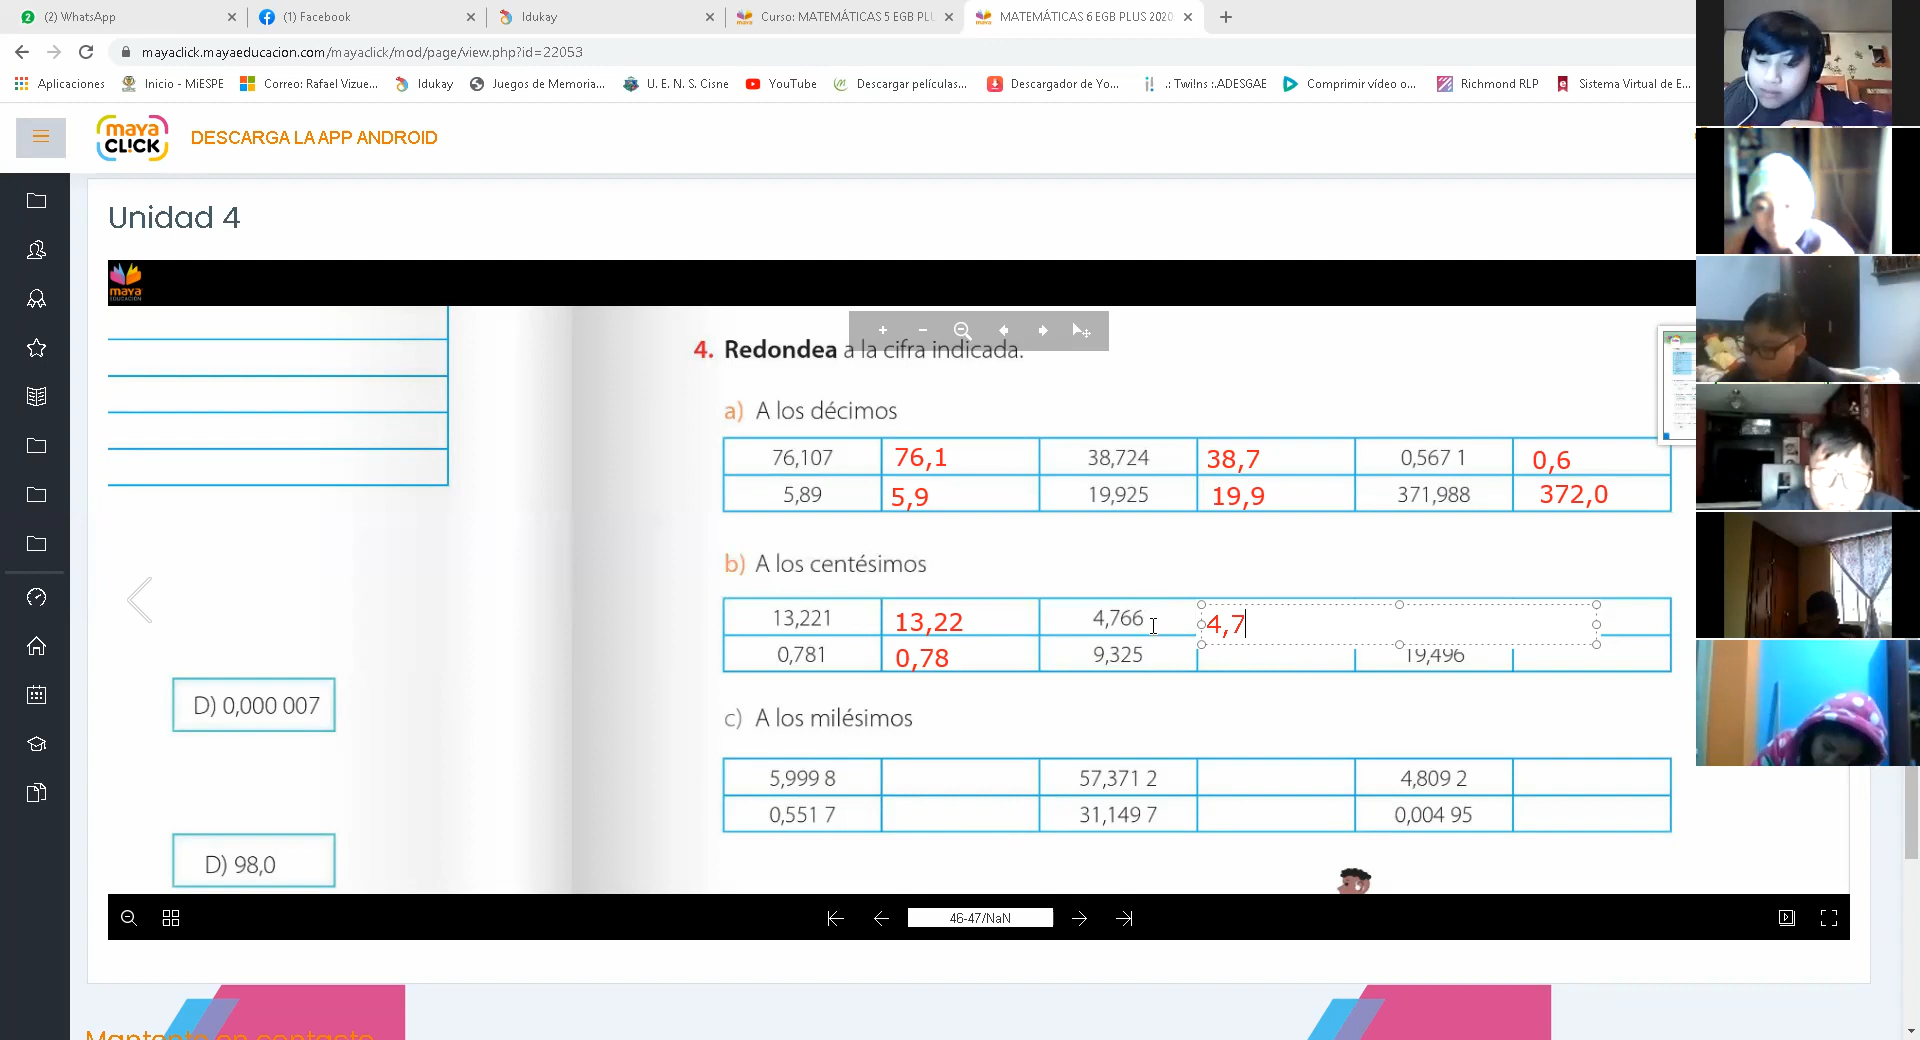 (2) WhatsApp
(1) Facebook
Idukay
Curso: MATEMÁTICAS 5 EGB PLU
MATEMÁTICAS 6 EGB PLUS 2020
mayaclick.mayaeducacion.com/mayaclick/mod/page/view.php?id=22053
Aplicaciones
Inicio - MiESPE
Correo: Rafael Vizue...
Idukay
Juegos de Memoria...
U. E. N. S. Cisne
YouTube
Descargar películas...
Descargador de Yo...
.: Twi!ns :.ADESGAE
Comprimir vídeo o...
Richmond RLP
Sistema Virtual de E...
maya
CLICK
DESCARGA LA APP ANDROID
Unidad 4
maya
EDUCACIÓN
4. Redondea a la cifra indicada.
a) A los décimos
76,107 76,1 38,724 38,7 0,567 1 0,6
5,89 5,9 19,925 19,9 371,988 372,0
b) A los centésimos
13,221 13,22 4,766 4,7
0,781 0,78 9,325 19,496
c) A los milésimos
5,999 8 57,371 2 4,809 2
0,551 7 31,149 7 0,004 95
D) 0,000 007
D) 98,0
46-47/NaN
Mantente en contacto